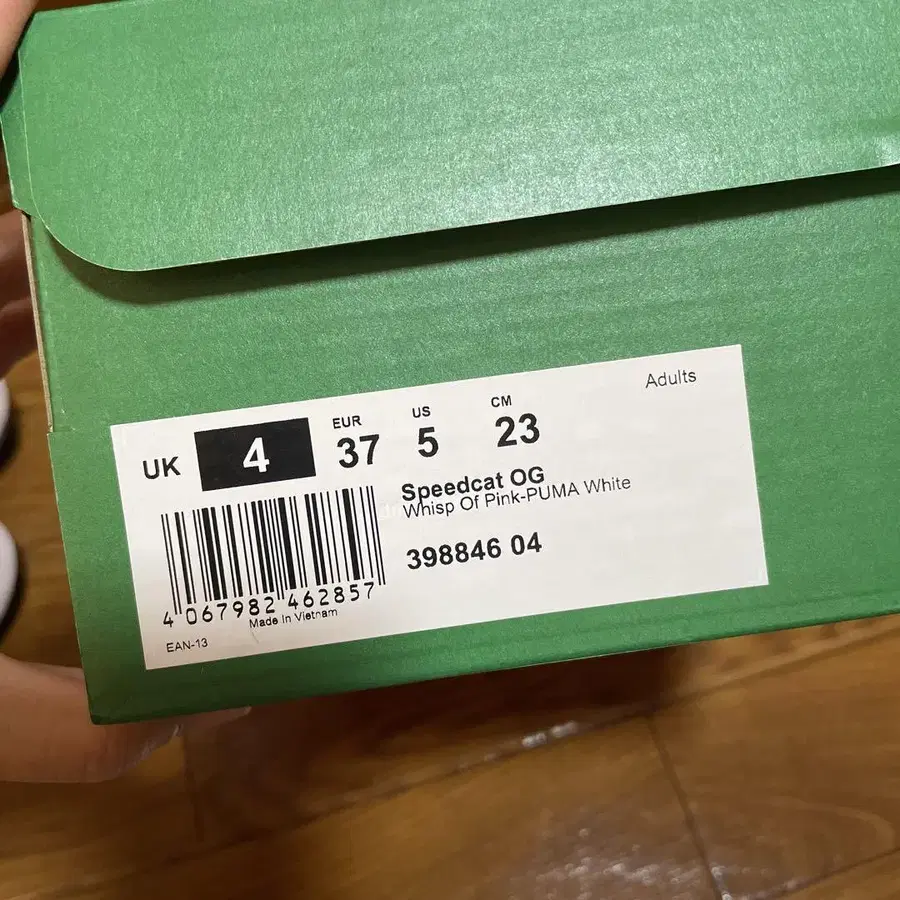 Adults
UK 4 EUR 37 US 5 CM 23
Speedcat OG
Whisp Of Pink-PUMA White
398846 04
4 067982 462857
Made In Vietnam
EAN-13